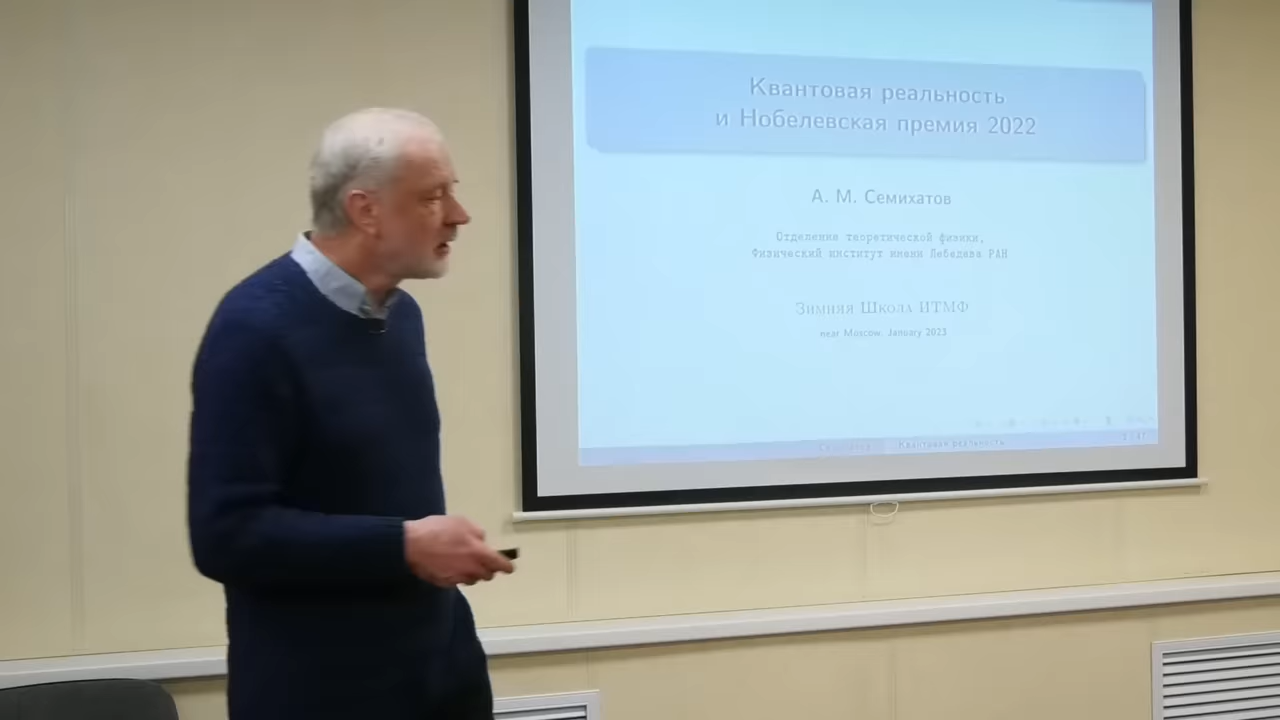 Квантовая реальность
и Нобелевская премия 2022
А. М. Семихатов
Отделение теоретической физики,
Физический институт имени Лебедева РАН
Зимняя Школа ИТМФ
near Moscow, January 2023
Квантовая реальность